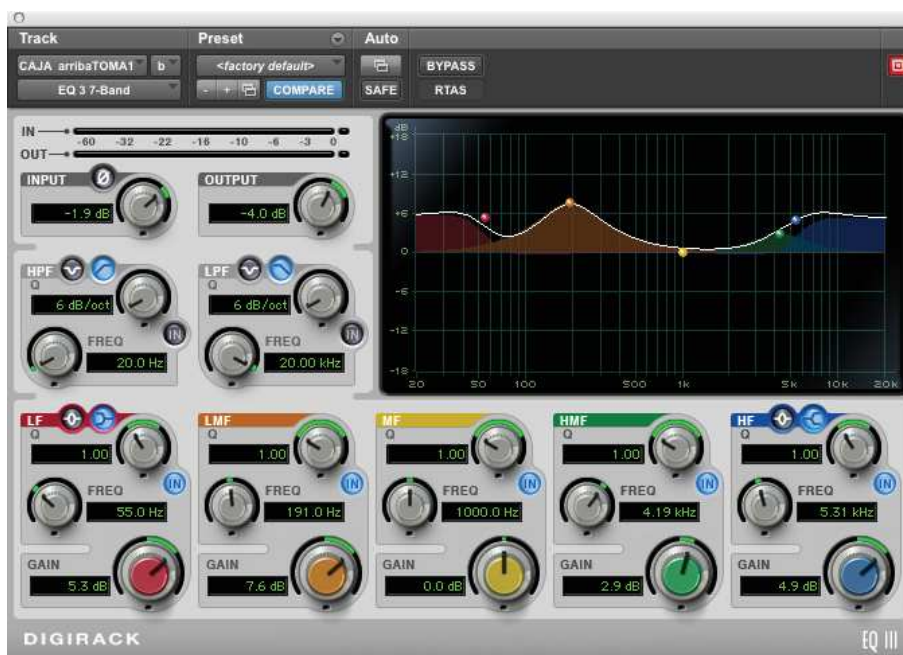 Track Preset Auto
CAJA arribaTOMA1 b <factory default> BYPASS
EQ 3 7-Band - + COMPARE SAFE RTAS
IN
-60 -32 -22 -16 -10 -6 -3 0
OUT
INPUT Ø OUTPUT
-1.9 dB -4.0 dB
HPF LPF
Q Q
6 dB/oct 6 dB/oct
IN IN
FREQ FREQ
20.0 Hz 20.00 kHz
dB
+18
+12
+6
0
-6
-12
-18
20 50 100 500 1k 5k 10k 20k
LF LMF MF HMF HF
Q Q Q Q Q
1.00 1.00 1.00 1.00 1.00
IN IN IN IN IN
FREQ FREQ FREQ FREQ FREQ
55.0 Hz 191.0 Hz 1000.0 Hz 4.19 kHz 5.31 kHz
GAIN GAIN GAIN GAIN GAIN
5.3 dB 7.6 dB 0.0 dB 2.9 dB 4.9 dB
DIGIRACK EQ III